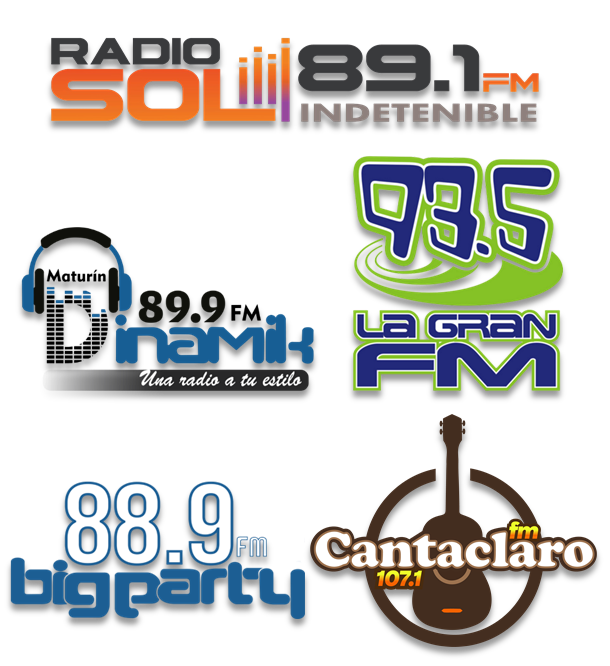 RADIO
SOL
89.1 FM
INDETENIBLE
93.5
LA GRAN
FM
Maturín
89.9 FM
Dinamik
Una radio a tu estilo
88.9 FM
bigparty
fm
Cantaclaro
107.1